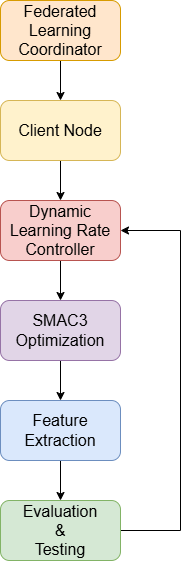 Federated
Learning
Coordinator
Client Node
Dynamic
Learning Rate
Controller
SMAC3
Optimization
Feature
Extraction
Evaluation
&
Testing